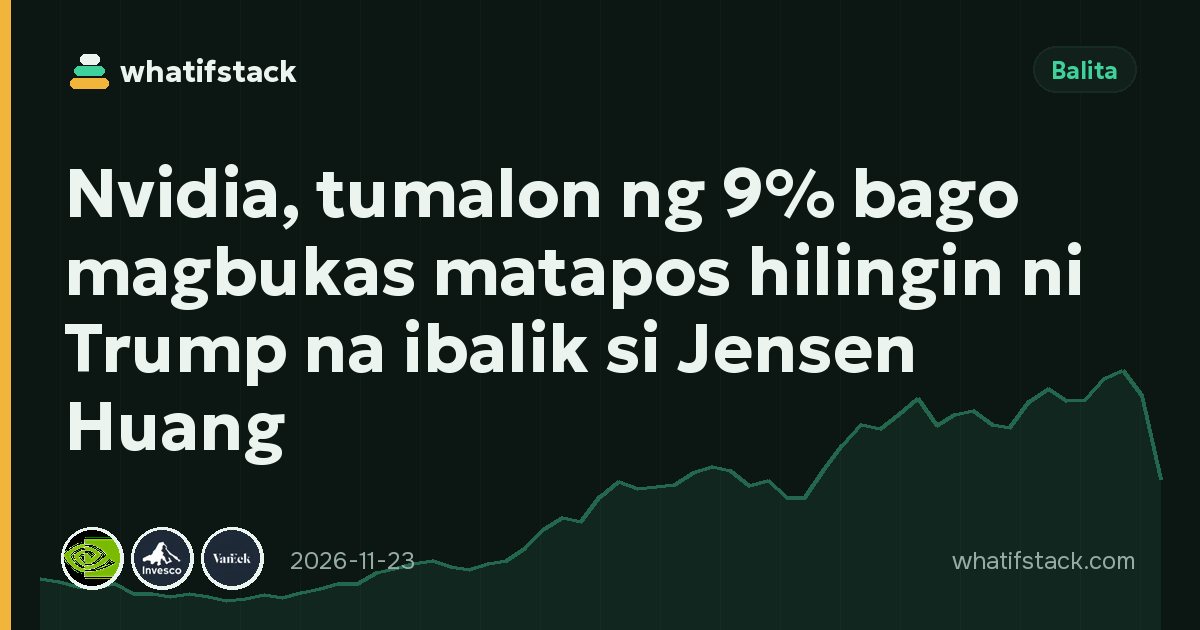 whatifstack
Balita
Nvidia, tumalon ng 9% bago
magbukas matapos hilingin ni
Trump na ibalik si Jensen
Huang
Invesco
VanEck
2026-11-23
whatifstack.com